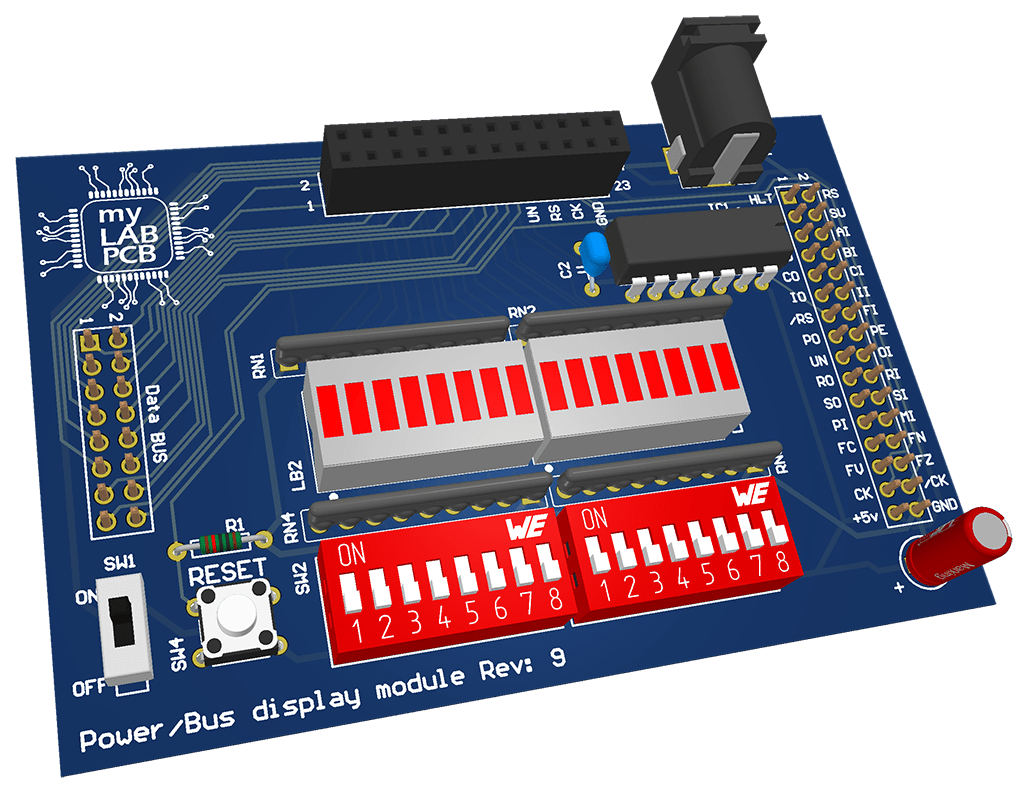 my
LAB
PCB
2
1
23
UN
RS
CK
GND
IC1
HLT
1
2
RS
SU
AI
BI
CI
II
FI
PE
OI
RI
SI
MI
FN
FZ
/CK
GND
CO
IO
/RS
PO
UN
RO
SO
PI
FC
FV
CK
+5v
C2
1
2
Data BUS
RN1
RN2
LB2
RN4
R1
RESET
SW1
ON
OFF
SW4
SW2
ON
WE
1 2 3 4 5 6 7 8
ON
WE
1 2 3 4 5 6 7 8
+
Marking
Power/Bus display module Rev: 9